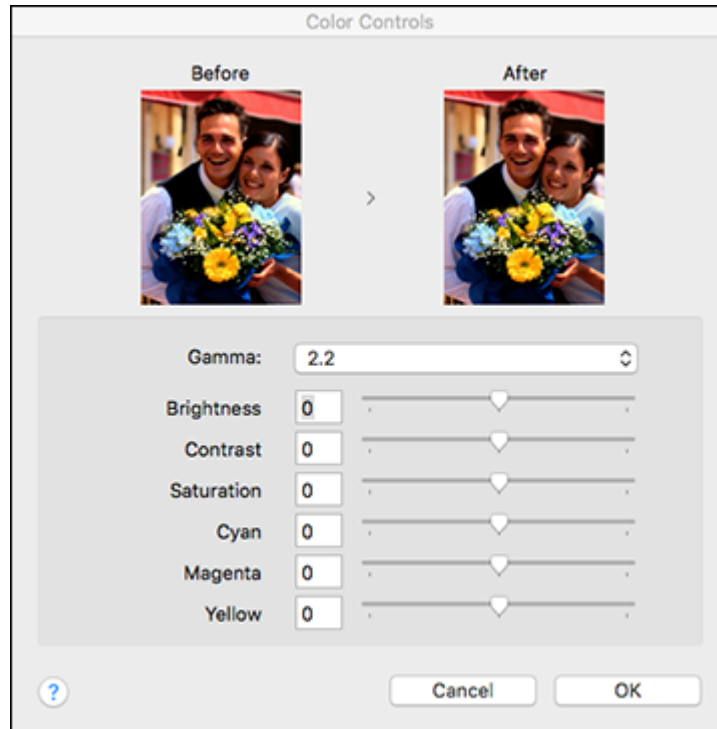 Color Controls
Before After
>
Gamma: 2.2
Brightness 0
Contrast 0
Saturation 0
Cyan 0
Magenta 0
Yellow 0
? Cancel OK